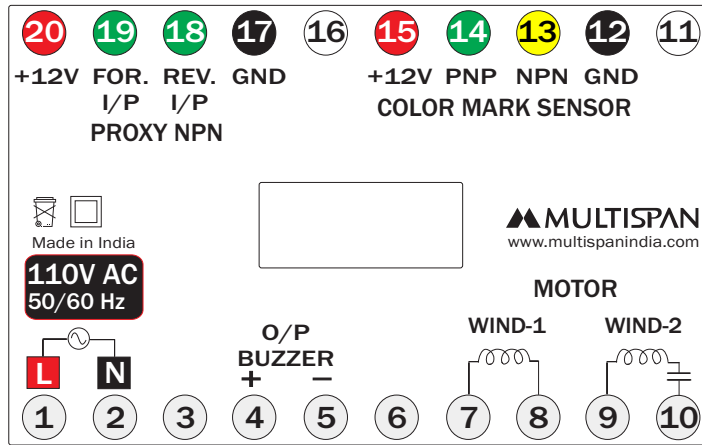 20 19 18 17 16 15 14 13 12 11
+12V FOR. REV. GND +12V PNP NPN GND
I/P I/P COLOR MARK SENSOR
PROXY NPN
MULTISPAN
Made in India www.multispanindia.com
110V AC
50/60 Hz
MOTOR
O/P WIND-1 WIND-2
BUZZER
L N + −
1 2 3 4 5 6 7 8 9 10